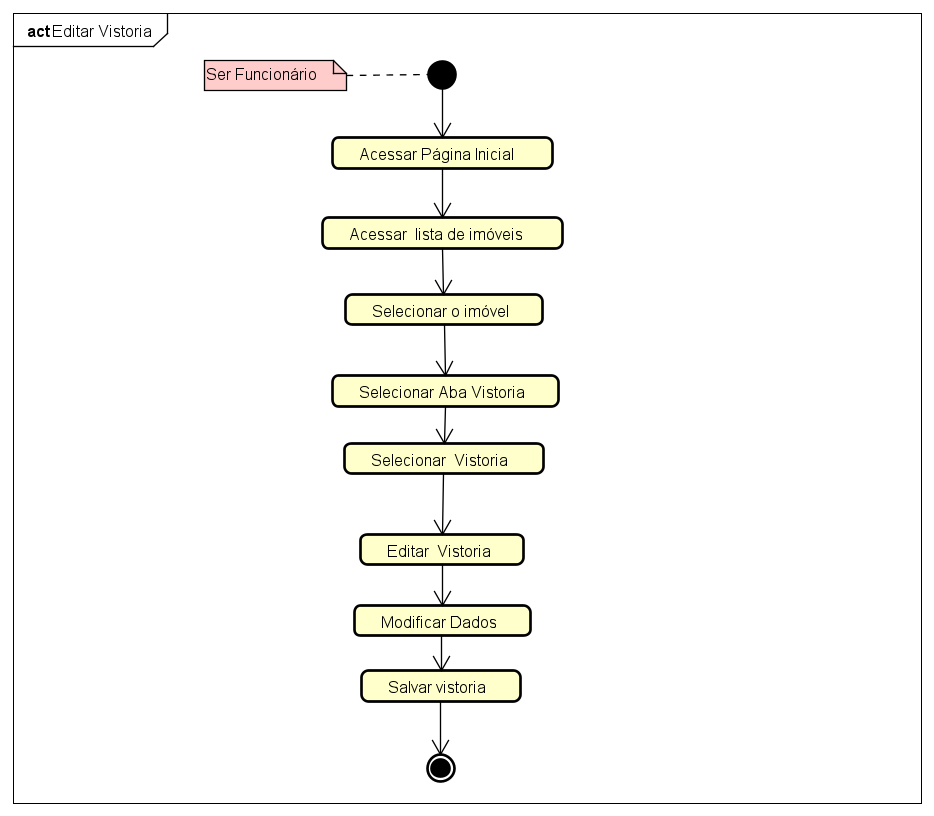 act Editar Vistoria
Ser Funcionário
Acessar Página Inicial
Acessar lista de imóveis
Selecionar o imóvel
Selecionar Aba Vistoria
Selecionar Vistoria
Editar Vistoria
Modificar Dados
Salvar vistoria